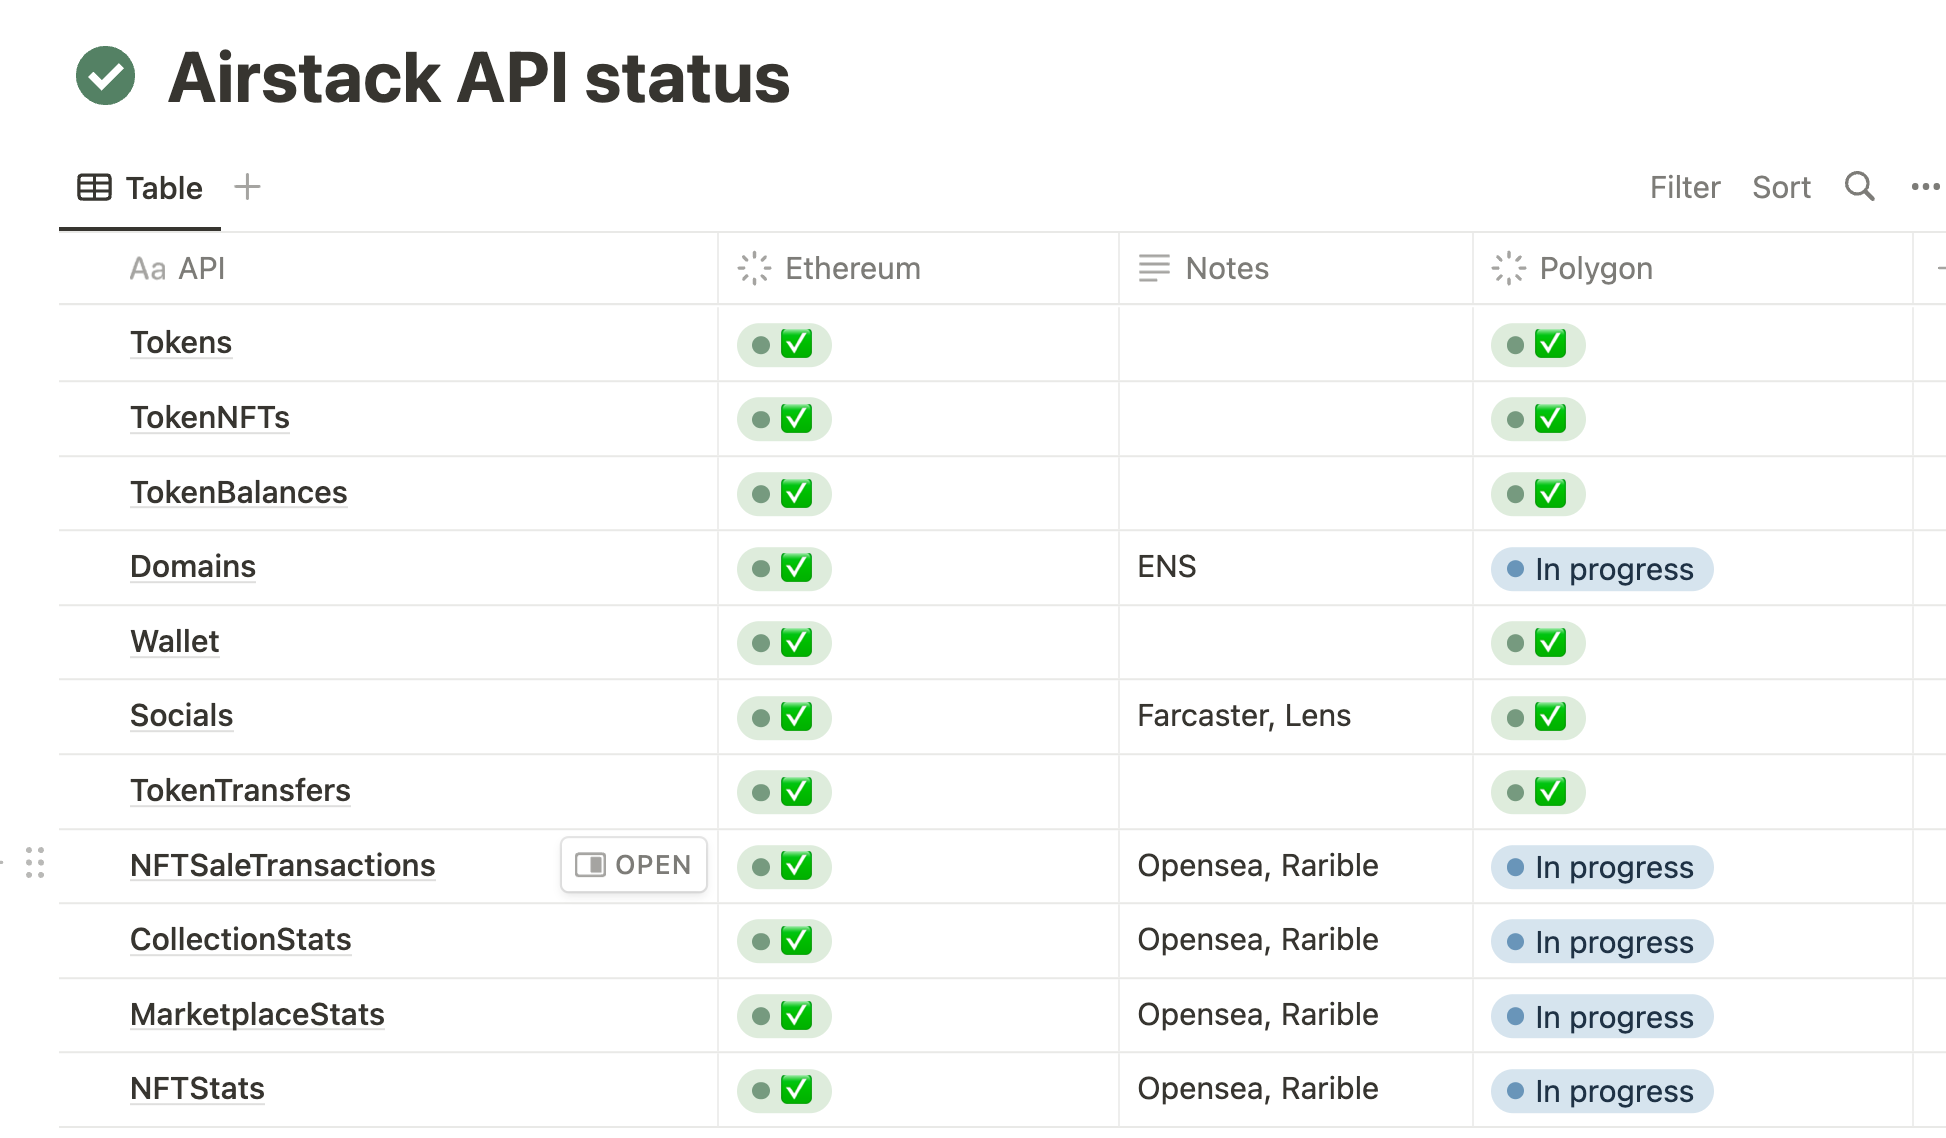 Airstack API status
Table
Filter Sort
Aa API Ethereum Notes Polygon
Tokens ✅ ✅
TokenNFTs ✅ ✅
TokenBalances ✅ ✅
Domains ✅ ENS In progress
Wallet ✅ ✅
Socials ✅ Farcaster, Lens ✅
TokenTransfers ✅ ✅
NFTSaleTransactions OPEN ✅ Opensea, Rarible In progress
CollectionStats ✅ Opensea, Rarible In progress
MarketplaceStats ✅ Opensea, Rarible In progress
NFTStats ✅ Opensea, Rarible In progress